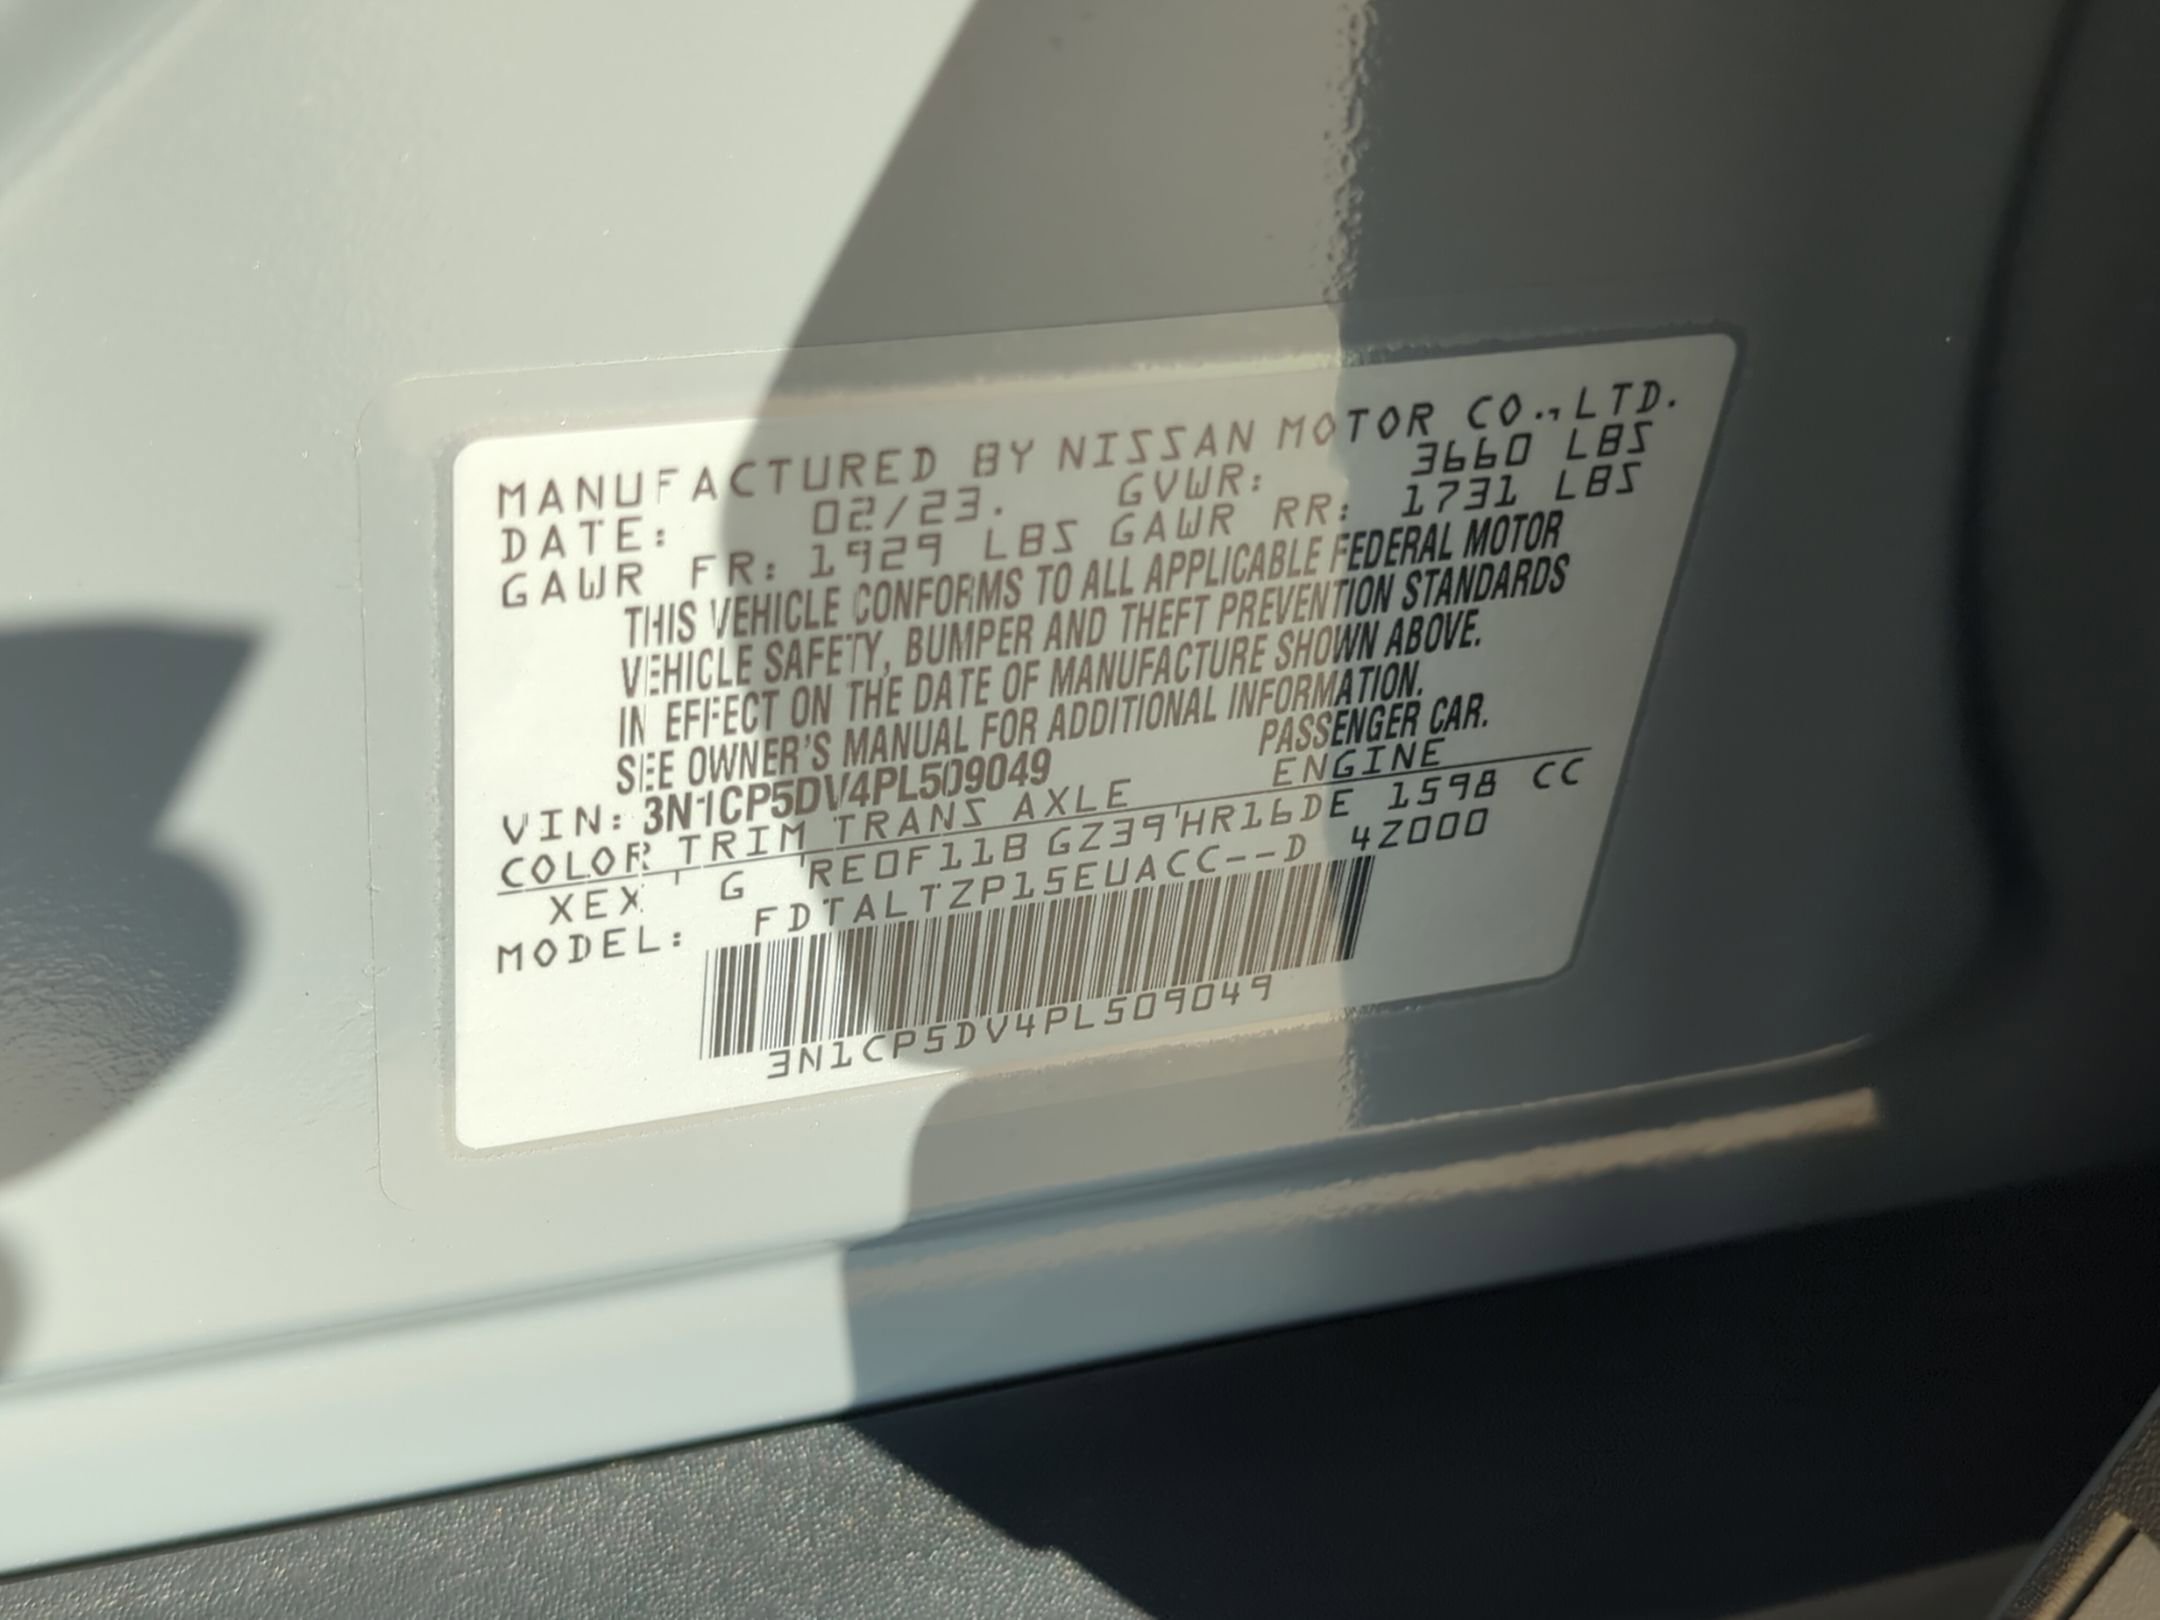 MANUFACTURED BY NISSAN MOTOR CO.,LTD.
DATE: 02/23. GVWR: 3660 LBS
GAWR FR: 1929 LBS GAWR RR: 1731 LBS
THIS VEHICLE CONFORMS TO ALL APPLICABLE FEDERAL MOTOR
VEHICLE SAFETY, BUMPER AND THEFT PREVENTION STANDARDS
IN EFFECT ON THE DATE OF MANUFACTURE SHOWN ABOVE.
SEE OWNER'S MANUAL FOR ADDITIONAL INFORMATION.
VIN: 3N1CP5DV4PL509049 PASSENGER CAR.
COLOR TRIM TRANS AXLE ENGINE
XEX ' G 'RE0F11B GZ39'HR16DE 1598 CC
MODEL: FDTALTZP15EUACC--D 4Z000
3N1CP5DV4PL509049